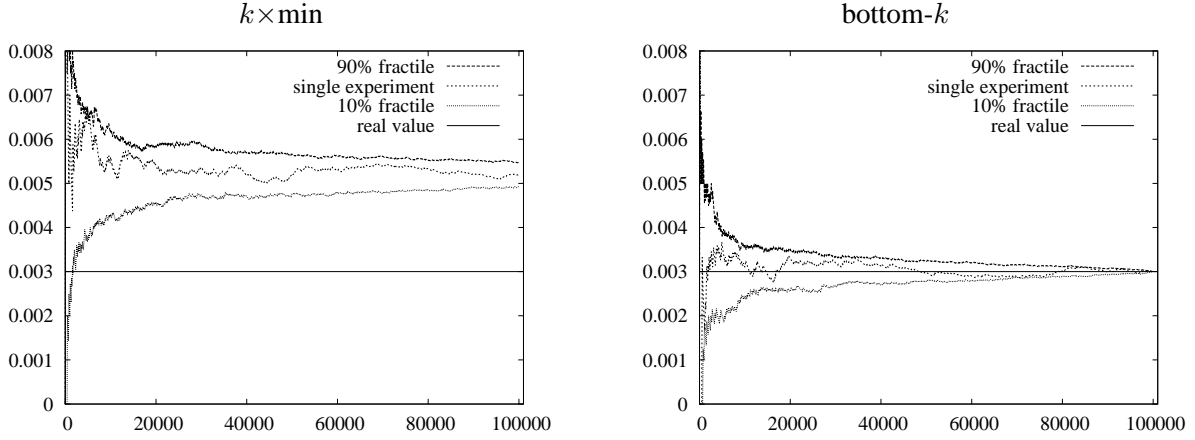 k×min
0.008
0.007
0.006
0.005
0.004
0.003
0.002
0.001
0
90% fractile
single experiment
10% fractile
real value
0 20000 40000 60000 80000 100000
bottom-k
0.008
0.007
0.006
0.005
0.004
0.003
0.002
0.001
0
90% fractile
single experiment
10% fractile
real value
0 20000 40000 60000 80000 100000